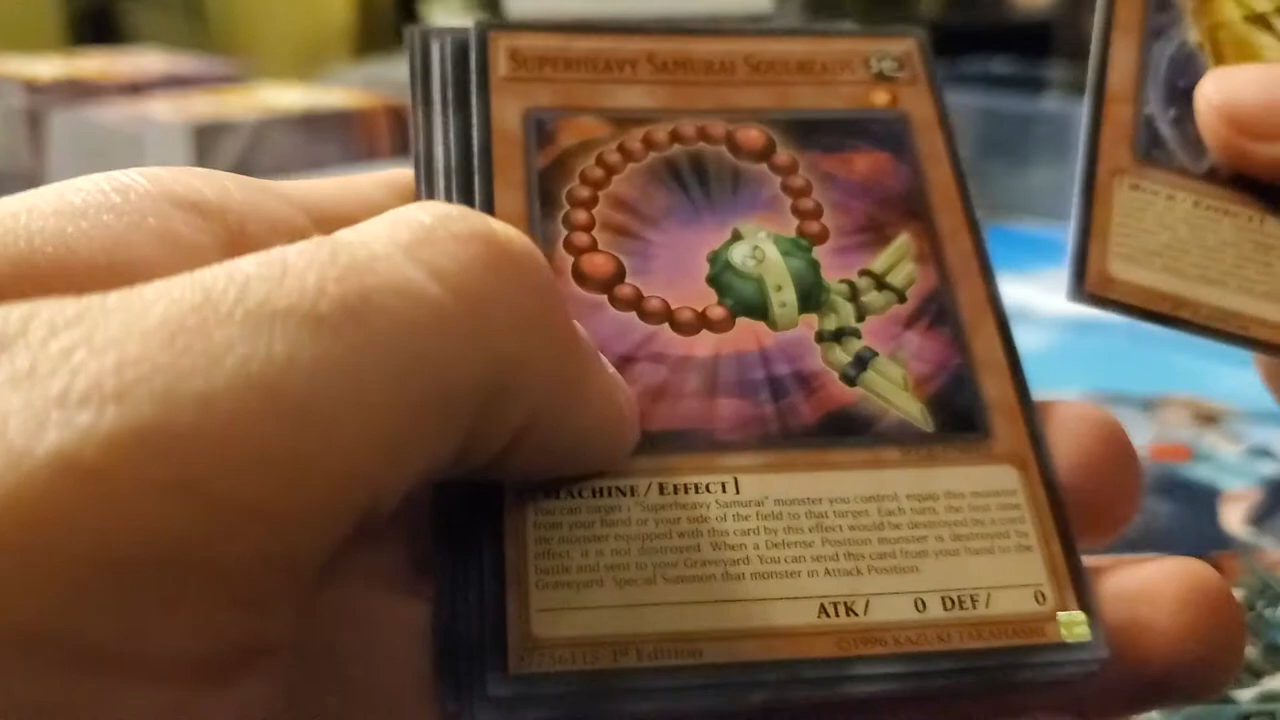 SUPERHEAVY SAMURAI SOULBEADS
MACHINE / EFFECT ]
You can target 1 "Superheavy Samurai" monster you control; equip this monster
from your hand or your side of the field to that target. Each turn, the first time
the monster equipped with this card by this effect would be destroyed by a card
effect, it is not destroyed. When a Defense Position monster is destroyed by
battle and sent to your Graveyard: You can send this card from your hand to the
Graveyard; Special Summon that monster in Attack Position.
ATK/ 0 DEF/ 0
1st Edition ©1996 KAZUKI TAKAHASHI